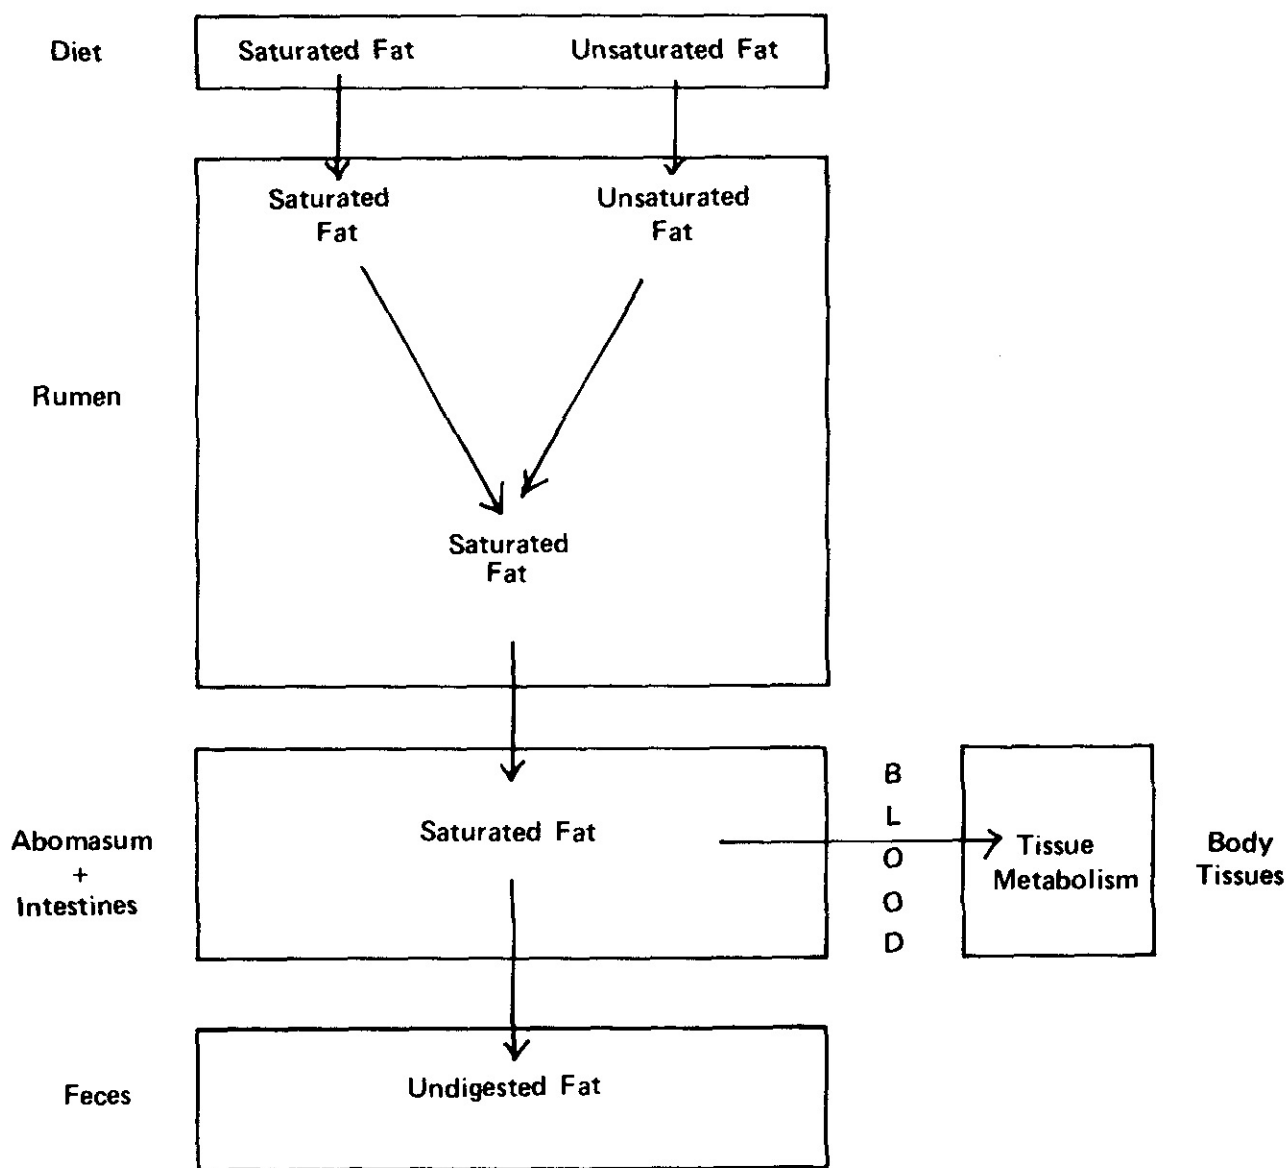 Diet
Saturated Fat
Unsaturated Fat
Saturated
Fat
Unsaturated
Fat
Rumen
Saturated
Fat
Abomasum
+
Intestines
Saturated Fat
B
L
O
O
D
Tissue
Metabolism
Body
Tissues
Feces
Undigested Fat